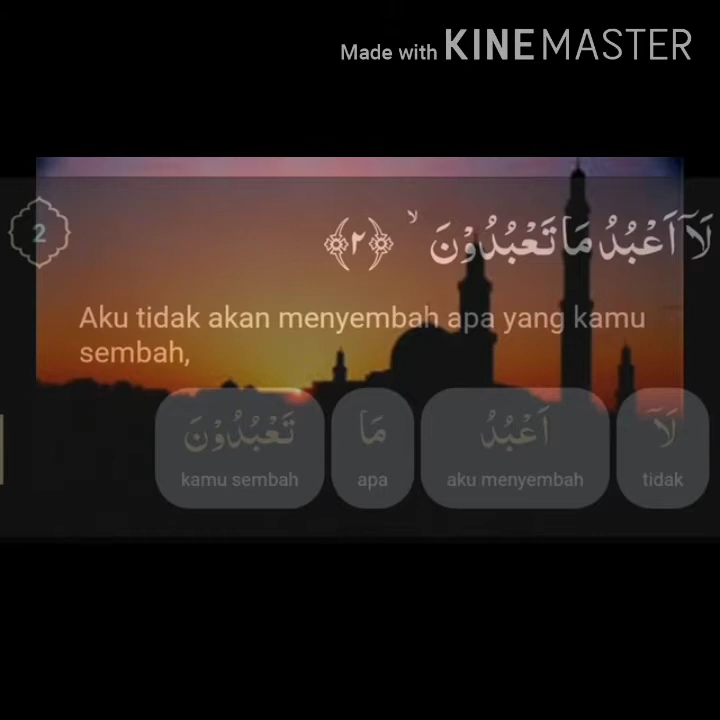 Made with KINEMASTER
2
لَآ اَعْبُدُ مَا تَعْبُدُوْنَ ۙ ﴿٢﴾
Aku tidak akan menyembah apa yang kamu
sembah,
لَآ اَعْبُدُ مَا تَعْبُدُوْنَ
kamu sembah apa aku menyembah tidak